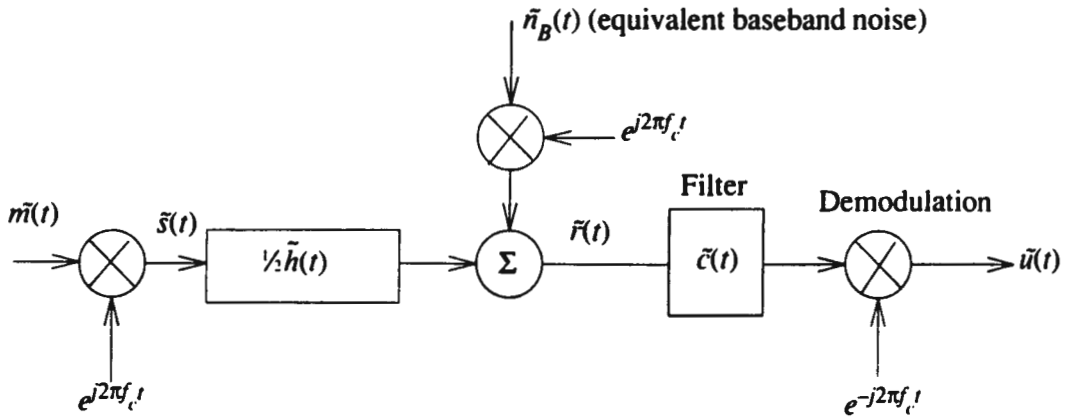 ñ_B(t) (equivalent baseband noise)
e^{j2πf_c t}
Filter
Demodulation
m̃(t)
s̃(t)
½h̃(t)
Σ
r̃(t)
c̃(t)
ũ(t)
e^{j2πf_c t}
e^{-j2πf_c t}